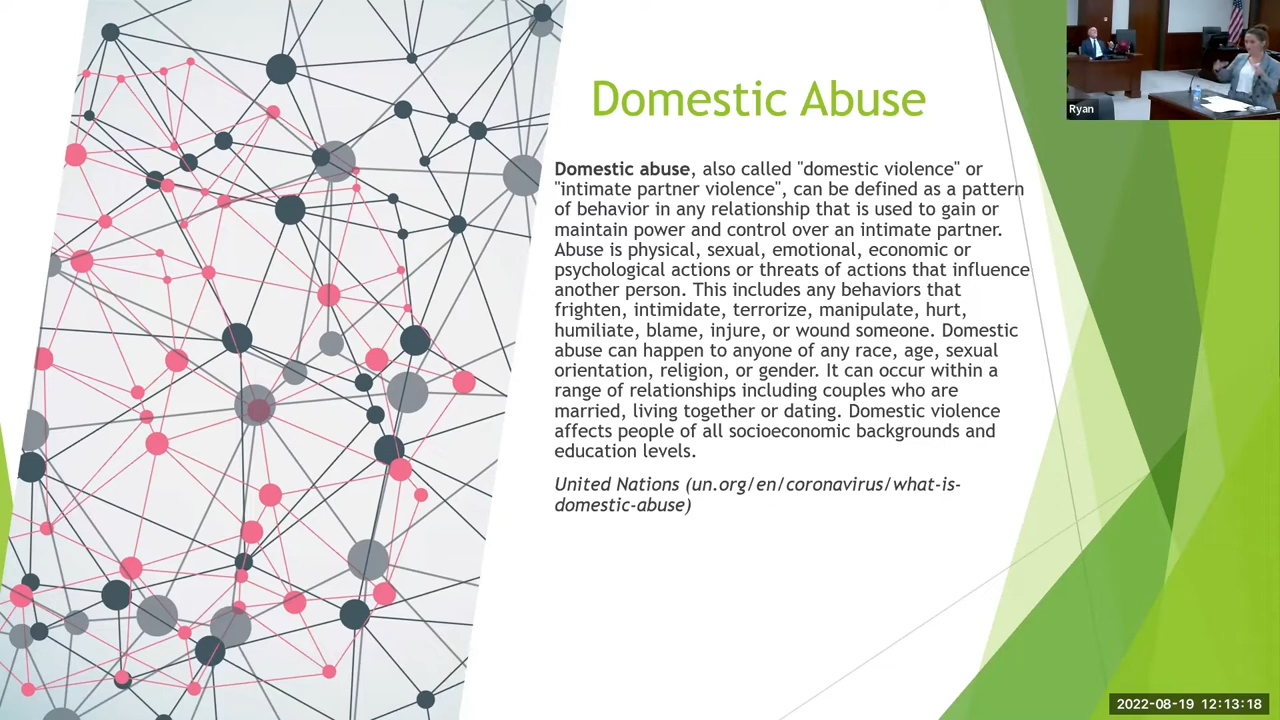 Domestic Abuse
Domestic abuse, also called "domestic violence" or
"intimate partner violence", can be defined as a pattern
of behavior in any relationship that is used to gain or
maintain power and control over an intimate partner.
Abuse is physical, sexual, emotional, economic or
psychological actions or threats of actions that influence
another person. This includes any behaviors that
frighten, intimidate, terrorize, manipulate, hurt,
humiliate, blame, injure, or wound someone. Domestic
abuse can happen to anyone of any race, age, sexual
orientation, religion, or gender. It can occur within a
range of relationships including couples who are
married, living together or dating. Domestic violence
affects people of all socioeconomic backgrounds and
education levels.
United Nations (un.org/en/coronavirus/what-is-
domestic-abuse)
Ryan
2022-08-19 12:13:18